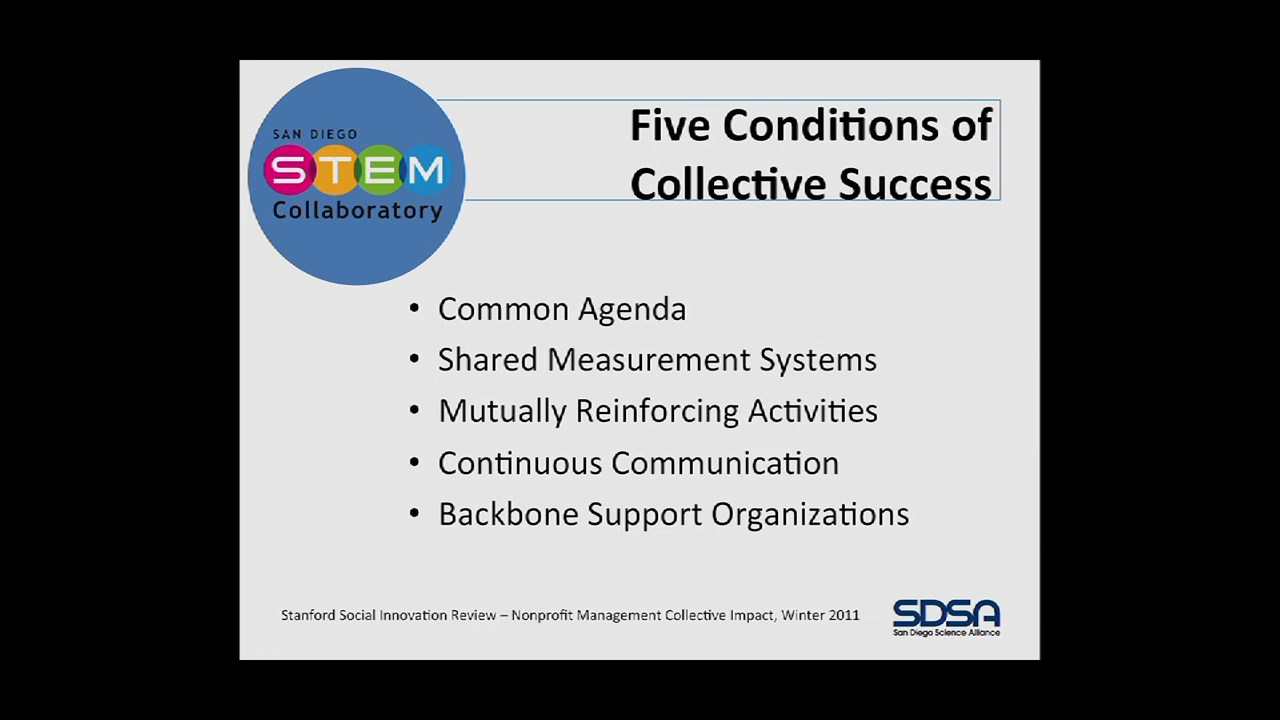 SAN DIEGO
STEM
Collaboratory
Five Conditions of
Collective Success
• Common Agenda
• Shared Measurement Systems
• Mutually Reinforcing Activities
• Continuous Communication
• Backbone Support Organizations
Stanford Social Innovation Review – Nonprofit Management Collective Impact, Winter 2011
SDSA
San Diego Science Alliance